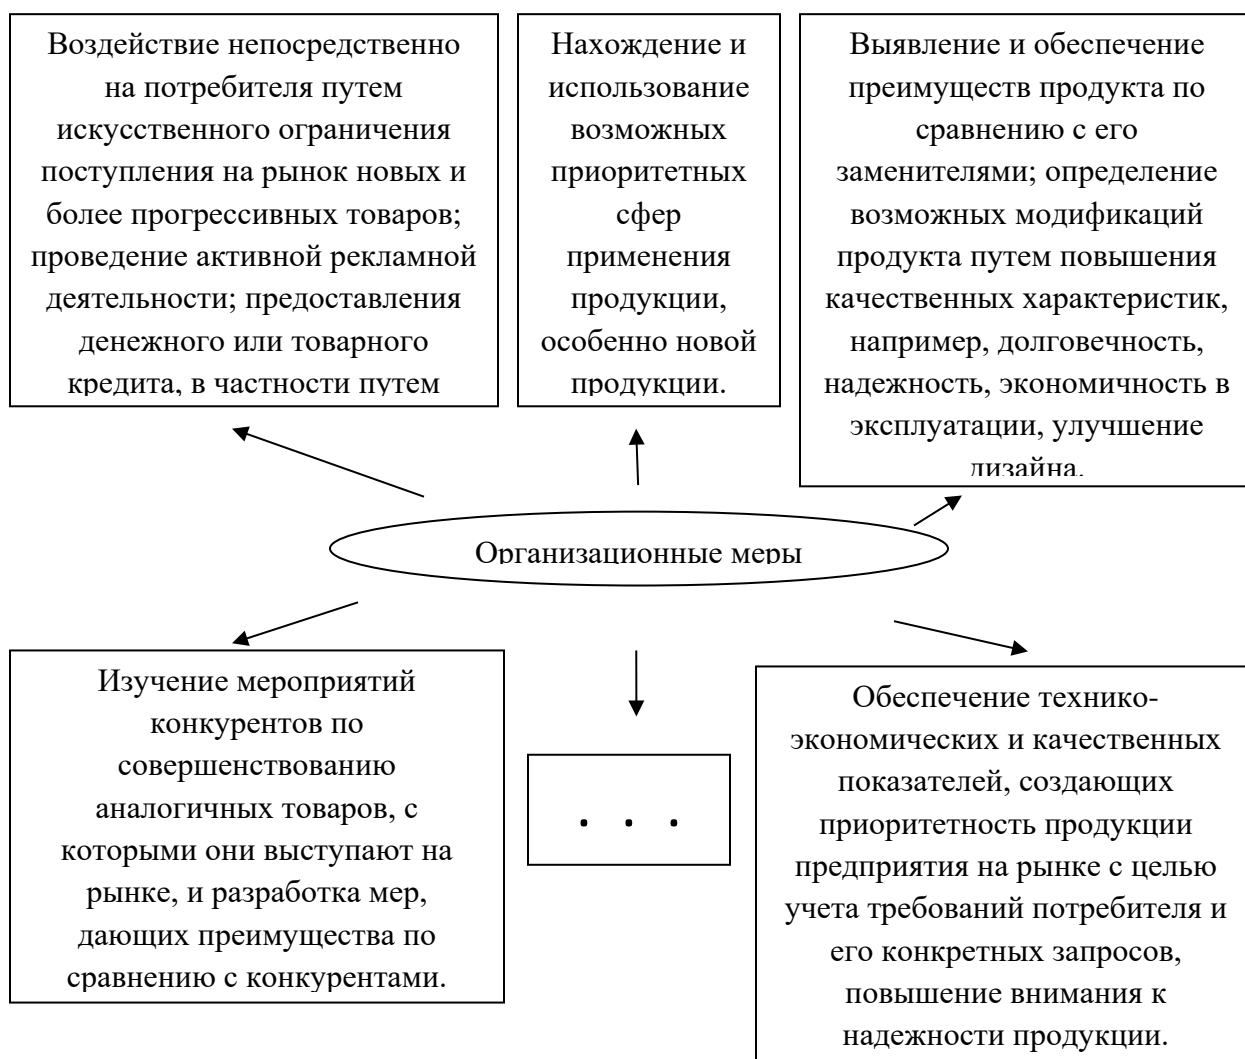 Воздействие непосредственно
на потребителя путем
искусственного ограничения
поступления на рынок новых и
более прогрессивных товаров;
проведение активной рекламной
деятельности; предоставления
денежного или товарного
кредита, в частности путем
Нахождение и
использование
возможных
приоритетных
сфер
применения
продукции,
особенно новой
продукции.
Выявление и обеспечение
преимуществ продукта по
сравнению с его
заменителями; определение
возможных модификаций
продукта путем повышения
качественных характеристик,
например, долговечность,
надежность, экономичность в
эксплуатации, улучшение
дизайна.
Организационные меры
Изучение мероприятий
конкурентов по
совершенствованию
аналогичных товаров, с
которыми они выступают на
рынке, и разработка мер,
дающих преимущества по
сравнению с конкурентами.
. . .
Обеспечение технико-
экономических и качественных
показателей, создающих
приоритетность продукции
предприятия на рынке с целью
учета требований потребителя и
его конкретных запросов,
повышение внимания к
надежности продукции.